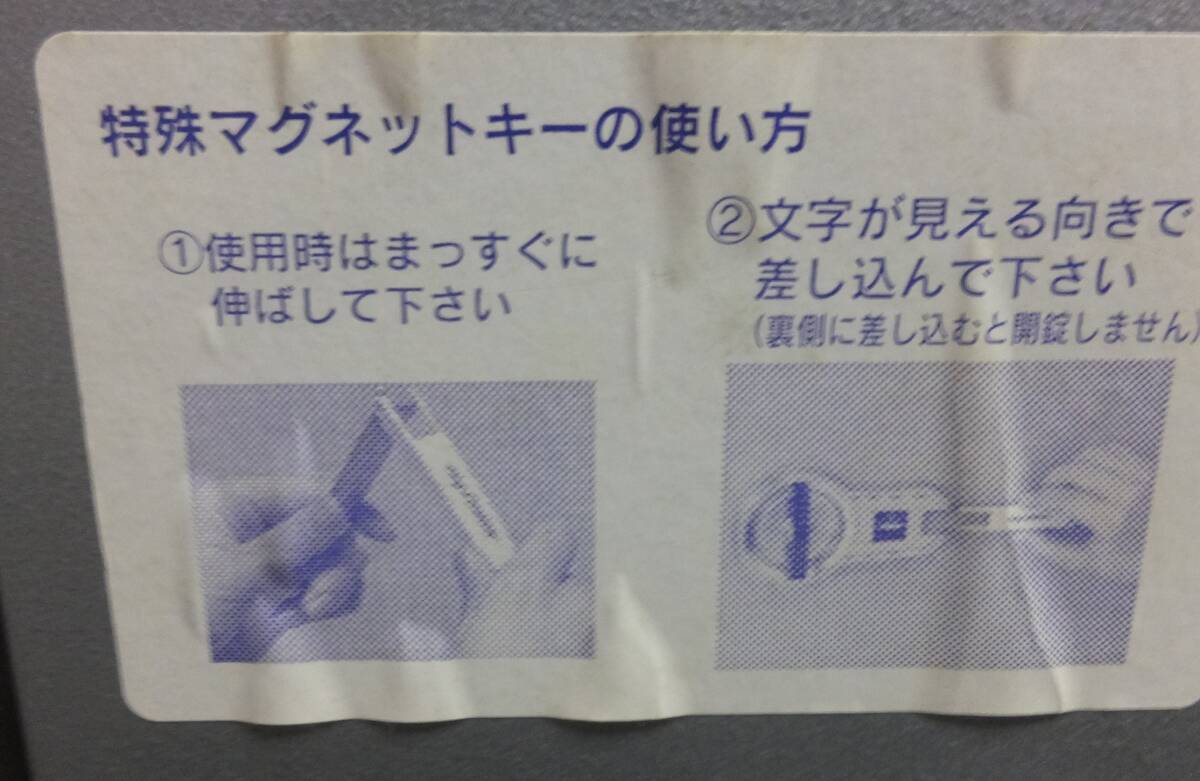 特殊マグネットキーの使い方
①使用時はまっすぐに
伸ばして下さい
②文字が見える向きで
差し込んで下さい
(裏側に差し込むと開錠しません)